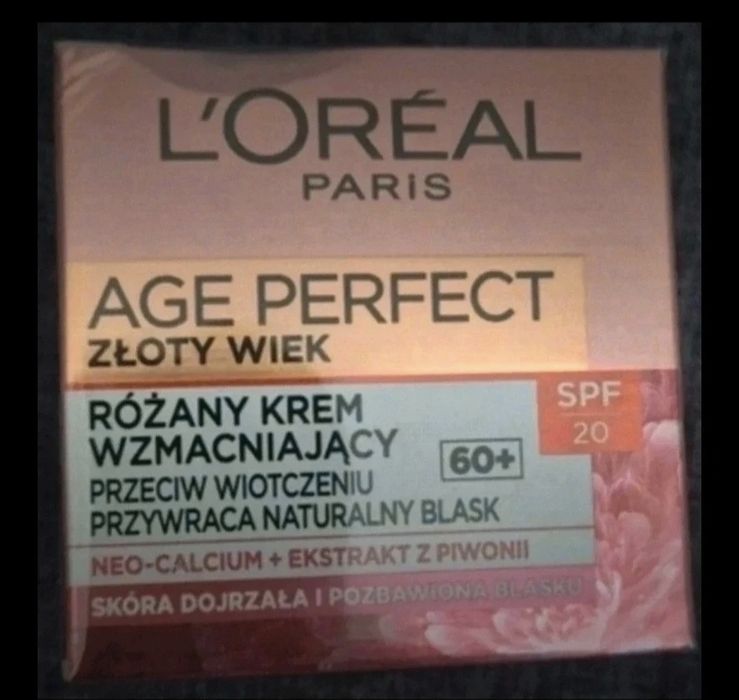 L'ORÉAL
PARiS
AGE PERFECT
ZŁOTY WIEK
SPF
20
RÓŻANY KREM
WZMACNIAJĄCY
60+
PRZECIW WIOTCZENIU
PRZYWRACA NATURALNY BLASK
NEO-CALCIUM + EKSTRAKT Z PIWONII
SKÓRA DOJRZAŁA I POZBAWIONA BLASKU